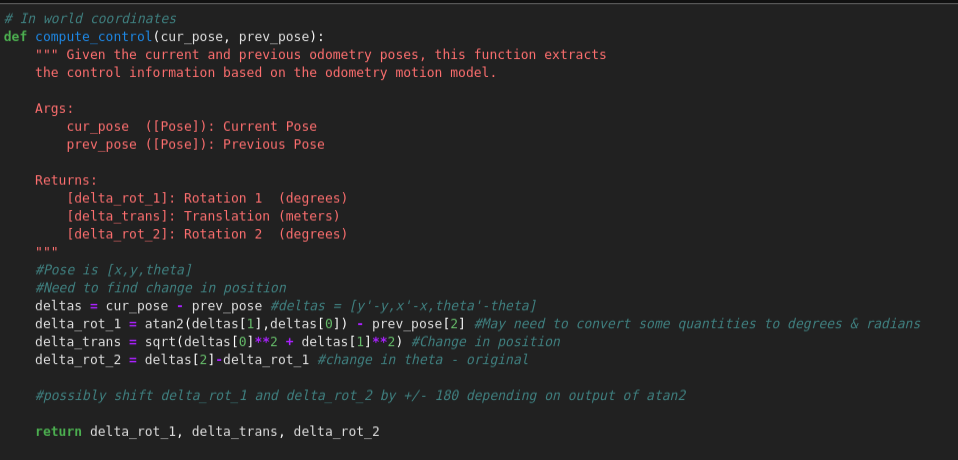 # In world coordinates
def compute_control(cur_pose, prev_pose):
    """ Given the current and previous odometry poses, this function extracts
    the control information based on the odometry motion model.

    Args:
        cur_pose  ([Pose]): Current Pose
        prev_pose ([Pose]): Previous Pose

    Returns:
        [delta_rot_1]: Rotation 1  (degrees)
        [delta_trans]: Translation (meters)
        [delta_rot_2]: Rotation 2  (degrees)
    """
    #Pose is [x,y,theta]
    #Need to find change in position
    deltas = cur_pose - prev_pose #deltas = [y'-y,x'-x,theta'-theta]
    delta_rot_1 = atan2(deltas[1],deltas[0]) - prev_pose[2] #May need to convert some quantities to degrees & radians
    delta_trans = sqrt(deltas[0]**2 + deltas[1]**2) #Change in position
    delta_rot_2 = deltas[2]-delta_rot_1 #change in theta - original

    #possibly shift delta_rot_1 and delta_rot_2 by +/- 180 depending on output of atan2

    return delta_rot_1, delta_trans, delta_rot_2